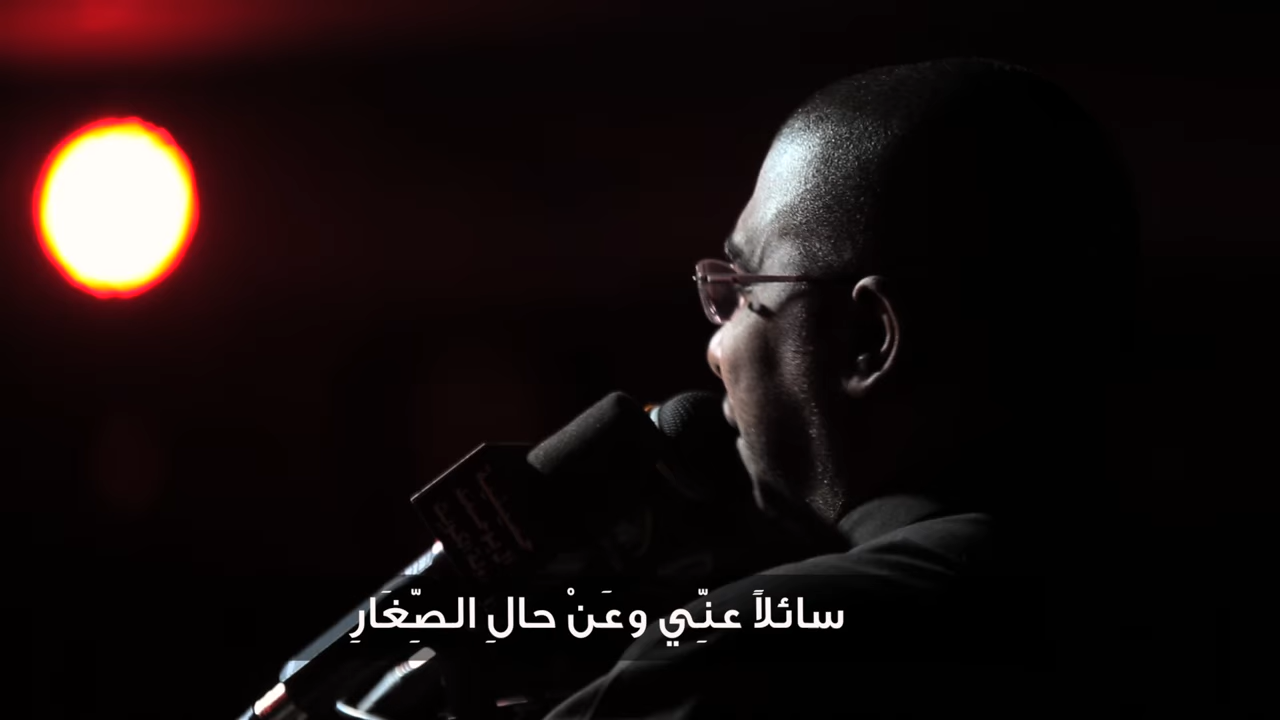 سائلاً عنِّي وعَنْ حالِ الصِّغَارِ